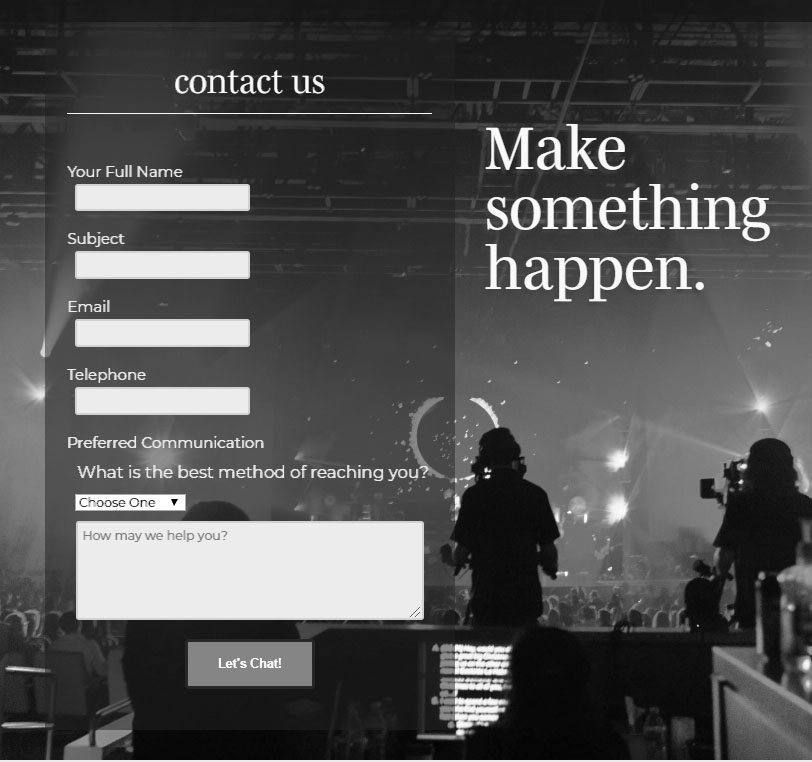 contact us
Make
something
happen.
Your Full Name
Subject
Email
Telephone
Preferred Communication
What is the best method of reaching you?
Choose One
How may we help you?
Let's Chat!